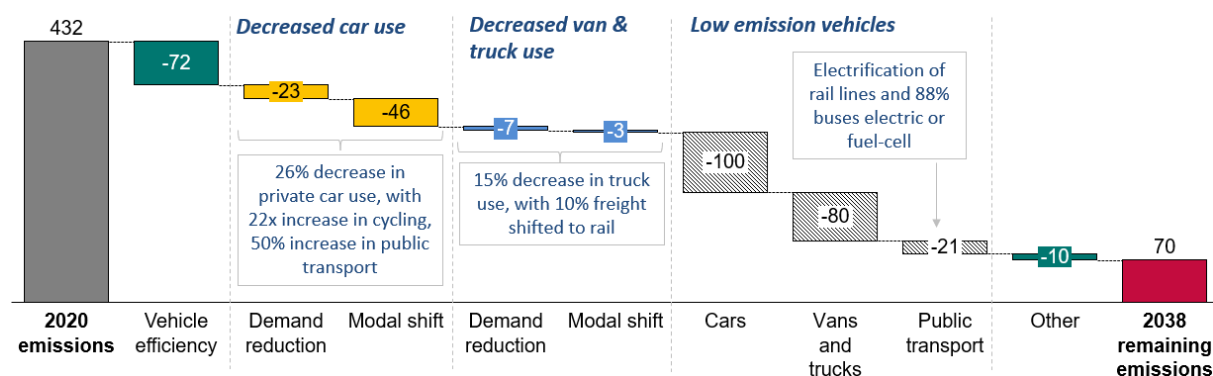 Decreased car use
Decreased van &
truck use
Low emission vehicles
432
-72
-23
-46
-7
-3
-100
-80
-21
-10
70
26% decrease in
private car use, with
22x increase in cycling,
50% increase in public
transport
15% decrease in truck
use, with 10% freight
shifted to rail
Electrification of
rail lines and 88%
buses electric or
fuel-cell
2020
emissions
Vehicle
efficiency
Demand
reduction
Modal shift
Demand
reduction
Modal shift
Cars
Vans
and
trucks
Public
transport
Other
2038
remaining
emissions